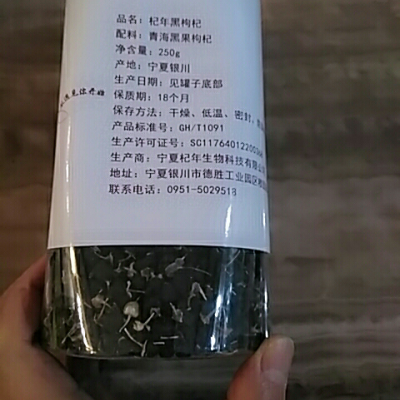 品名：杞年黑枸杞
配料：青海黑果枸杞
净含量：250g
产地：宁夏银川
生产日期：见罐子底部
保质期：18个月
保存方法：干燥、低温、密封，
产品标准号：GH/T1091
生产许可证号：SC11764012200
生产商：宁夏杞年生物科技有限公
地址：宁夏银川市德胜工业园区
联系电话：0951-5029518